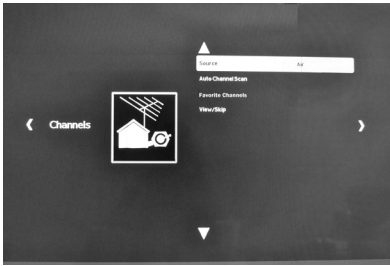 Source Air
Auto Channel Scan
Favorite Channels
View/Skip
Channels